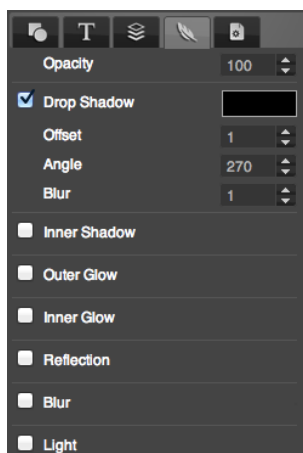 T
Opacity 100
Drop Shadow
Offset 1
Angle 270
Blur 1
Inner Shadow
Outer Glow
Inner Glow
Reflection
Blur
Light